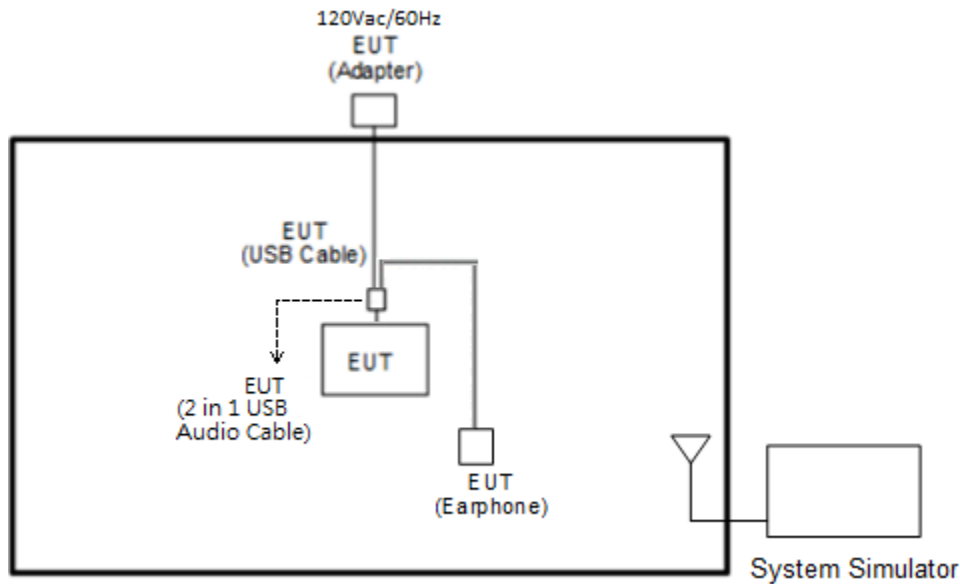 120Vac/60Hz
EUT
(Adapter)
EUT
(USB Cable)
EUT
EUT
(2 in 1 USB
Audio Cable)
EUT
(Earphone)
System Simulator